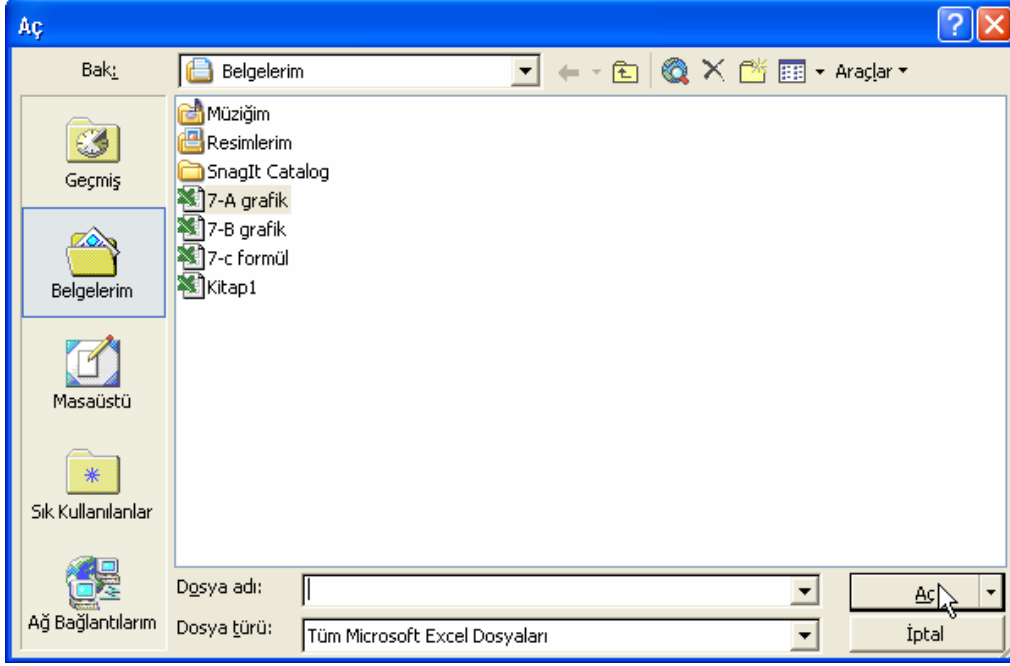 Aç
Bak:
Belgelerim
Araçlar
Müziğim
Resimlerim
SnagIt Catalog
7-A grafik
7-B grafik
7-c formül
Kitap1
Geçmiş
Belgelerim
Masaüstü
Sık Kullanılanlar
Ağ Bağlantılarım
Dosya adı:
Aç
Dosya türü:
Tüm Microsoft Excel Dosyaları
İptal